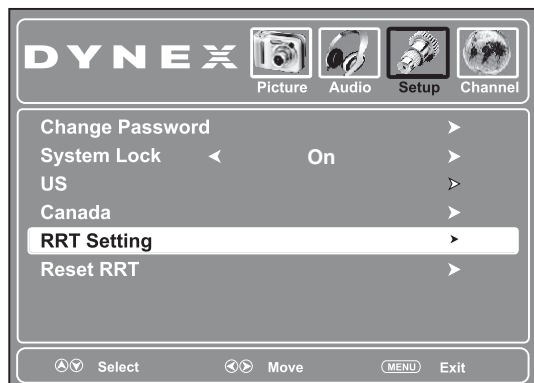 DYNEX
Picture Audio Setup Channel
Change Password
System Lock On
US
Canada
RRT Setting
Reset RRT
Select Move MENU Exit